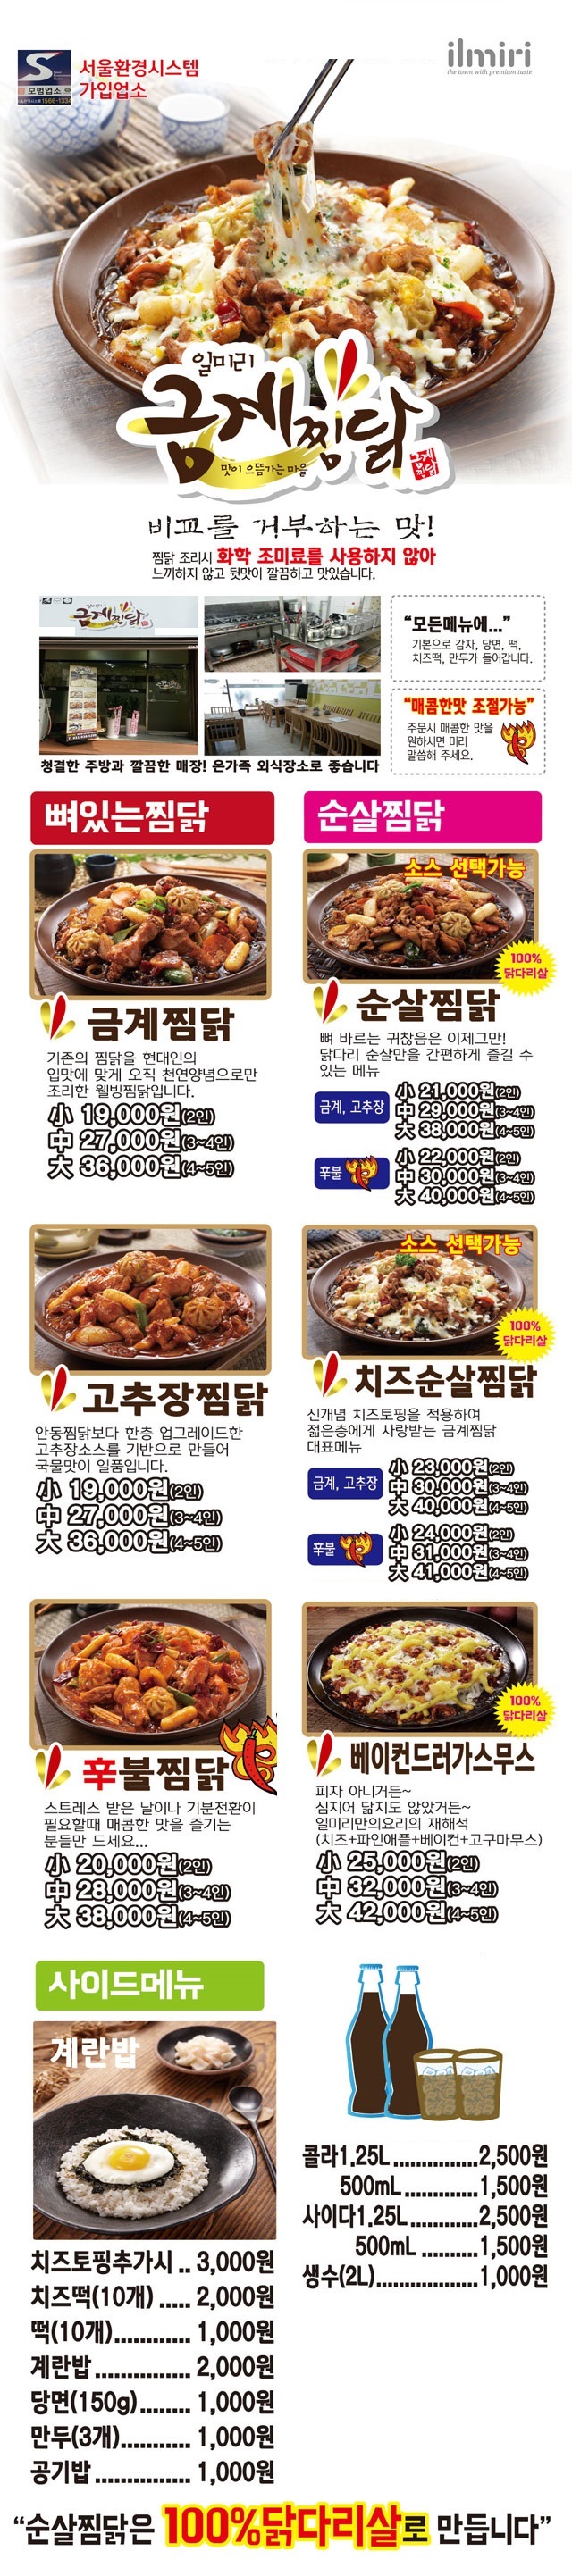 ilmiri
the town with premium taste
서울환경시스템
가입업소
모범업소
1566-1334
일미리
금계찜닭
맛이 으뜸가는 마을
금계찜닭
비교를 거부하는 맛!
찜닭 조리시 화학 조미료를 사용하지 않아
느끼하지 않고 뒷맛이 깔끔하고 맛있습니다.
금계찜닭
“모든메뉴에...”
기본으로 감자, 당면, 떡,
치즈떡, 만두가 들어갑니다.
“매콤한맛 조절가능”
주문시 매콤한 맛을
원하시면 미리
말씀해 주세요.
청결한 주방과 깔끔한 매장! 온가족 외식장소로 좋습니다
뼈있는찜닭
금계찜닭
기존의 찜닭을 현대인의
입맛에 맞게 오직 천연양념으로만
조리한 웰빙찜닭입니다.
小 19,000원(2인)
中 27,000원(3~4인)
大 36,000원(4~5인)
순살찜닭
소스 선택가능
100%
닭다리살
순살찜닭
뼈 바르는 귀찮음은 이제그만!
닭다리 순살만을 간편하게 즐길 수
있는 메뉴
금계, 고추장
小 21,000원(2인)
中 29,000원(3~4인)
大 38,000원(4~5인)
辛불
小 22,000원(2인)
中 30,000원(3~4인)
大 40,000원(4~5인)
고추장찜닭
안동찜닭보다 한층 업그레이드한
고추장소스를 기반으로 만들어
국물맛이 일품입니다.
小 19,000원(2인)
中 27,000원(3~4인)
大 36,000원(4~5인)
소스 선택가능
100%
닭다리살
치즈순살찜닭
신개념 치즈토핑을 적용하여
젊은층에게 사랑받는 금계찜닭
대표메뉴
금계, 고추장
小 23,000원(2인)
中 30,000원(3~4인)
大 40,000원(4~5인)
辛불
小 24,000원(2인)
中 31,000원(3~4인)
大 41,000원(4~5인)
辛불찜닭
스트레스 받은 날이나 기분전환이
필요할때 매콤한 맛을 즐기는
분들만 드세요...
小 20,000원(2인)
中 28,000원(3~4인)
大 38,000원(4~5인)
100%
닭다리살
베이컨드러가스무스
피자 아니거든~
심지어 닮지도 않았거든~
일미리만의요리의 재해석
(치즈+파인애플+베이컨+고구마무스)
小 25,000원(2인)
中 32,000원(3~4인)
大 42,000원(4~5인)
사이드메뉴
계란밥
치즈토핑추가시 .. 3,000원
치즈떡(10개) ..... 2,000원
떡(10개)............ 1,000원
계란밥 ............... 2,000원
당면(150g)........ 1,000원
만두(3개)........... 1,000원
공기밥 ............... 1,000원
콜라1.25L ...............2,500원
500mL .............1,500원
사이다1.25L............2,500원
500mL ..........1,500원
생수(2L)..................1,000원
“순살찜닭은 100%닭다리살로 만듭니다”